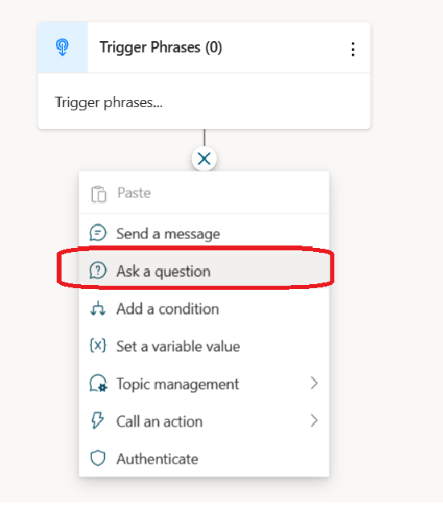 Trigger Phrases (0)
Trigger phrases...
Paste
Send a message
Ask a question
Add a condition
{x} Set a variable value
Topic management
Call an action
Authenticate